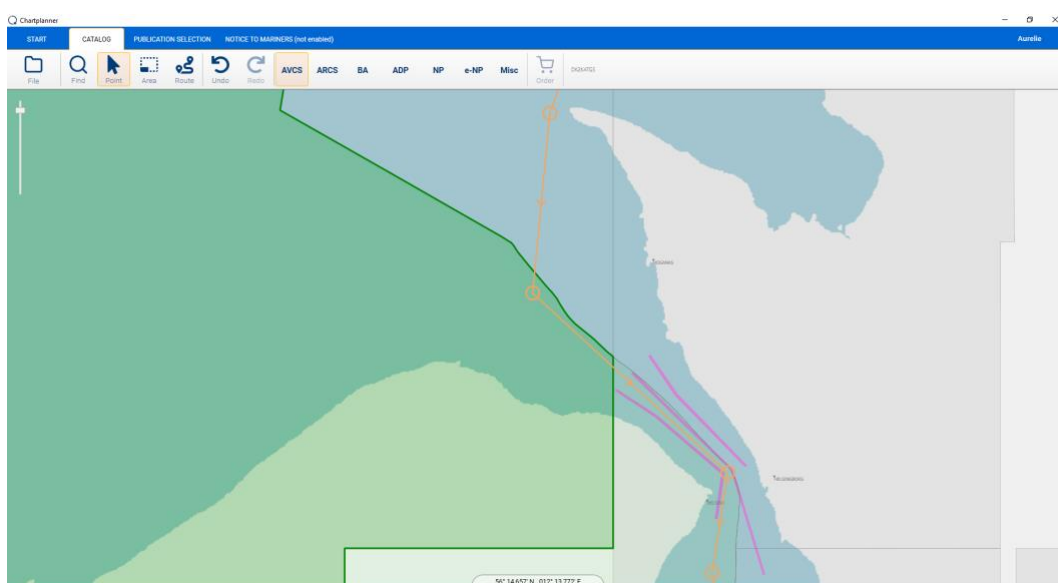 Chartplanner
START CATALOG PUBLICATION SELECTION NOTICE TO MARINERS (not enabled) Aurelie
File Find Point Area Route Undo Redo AVCS ARCS BA ADP NP e-NP Misc Order
56° 14.657' N 012° 13.772' E